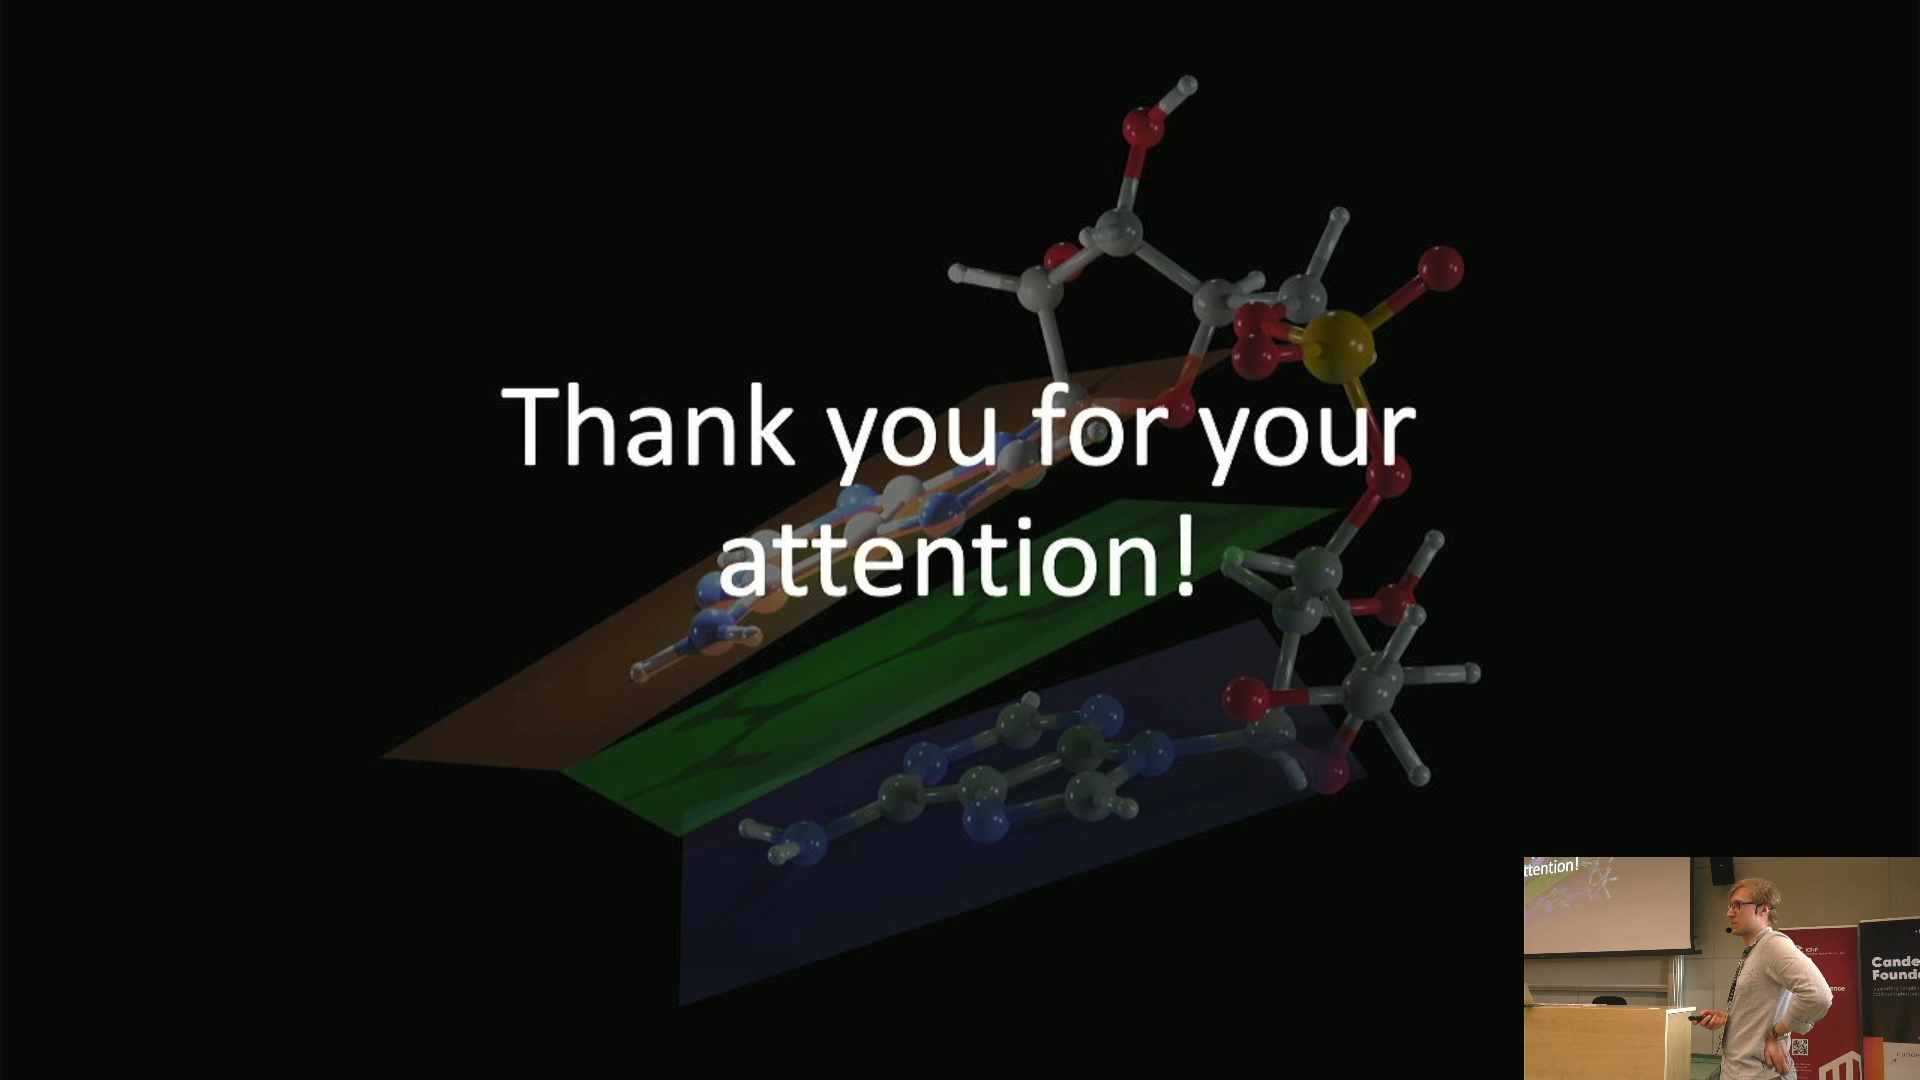 Thank you for your
attention!
ttention!
Cande
Found